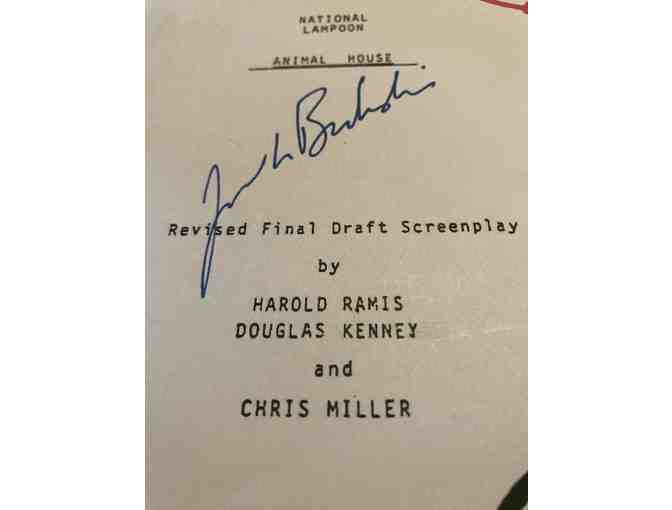 NATIONAL
LAMPOON
ANIMAL HOUSE
Revised Final Draft Screenplay
by
HAROLD RAMIS
DOUGLAS KENNEY
and
CHRIS MILLER